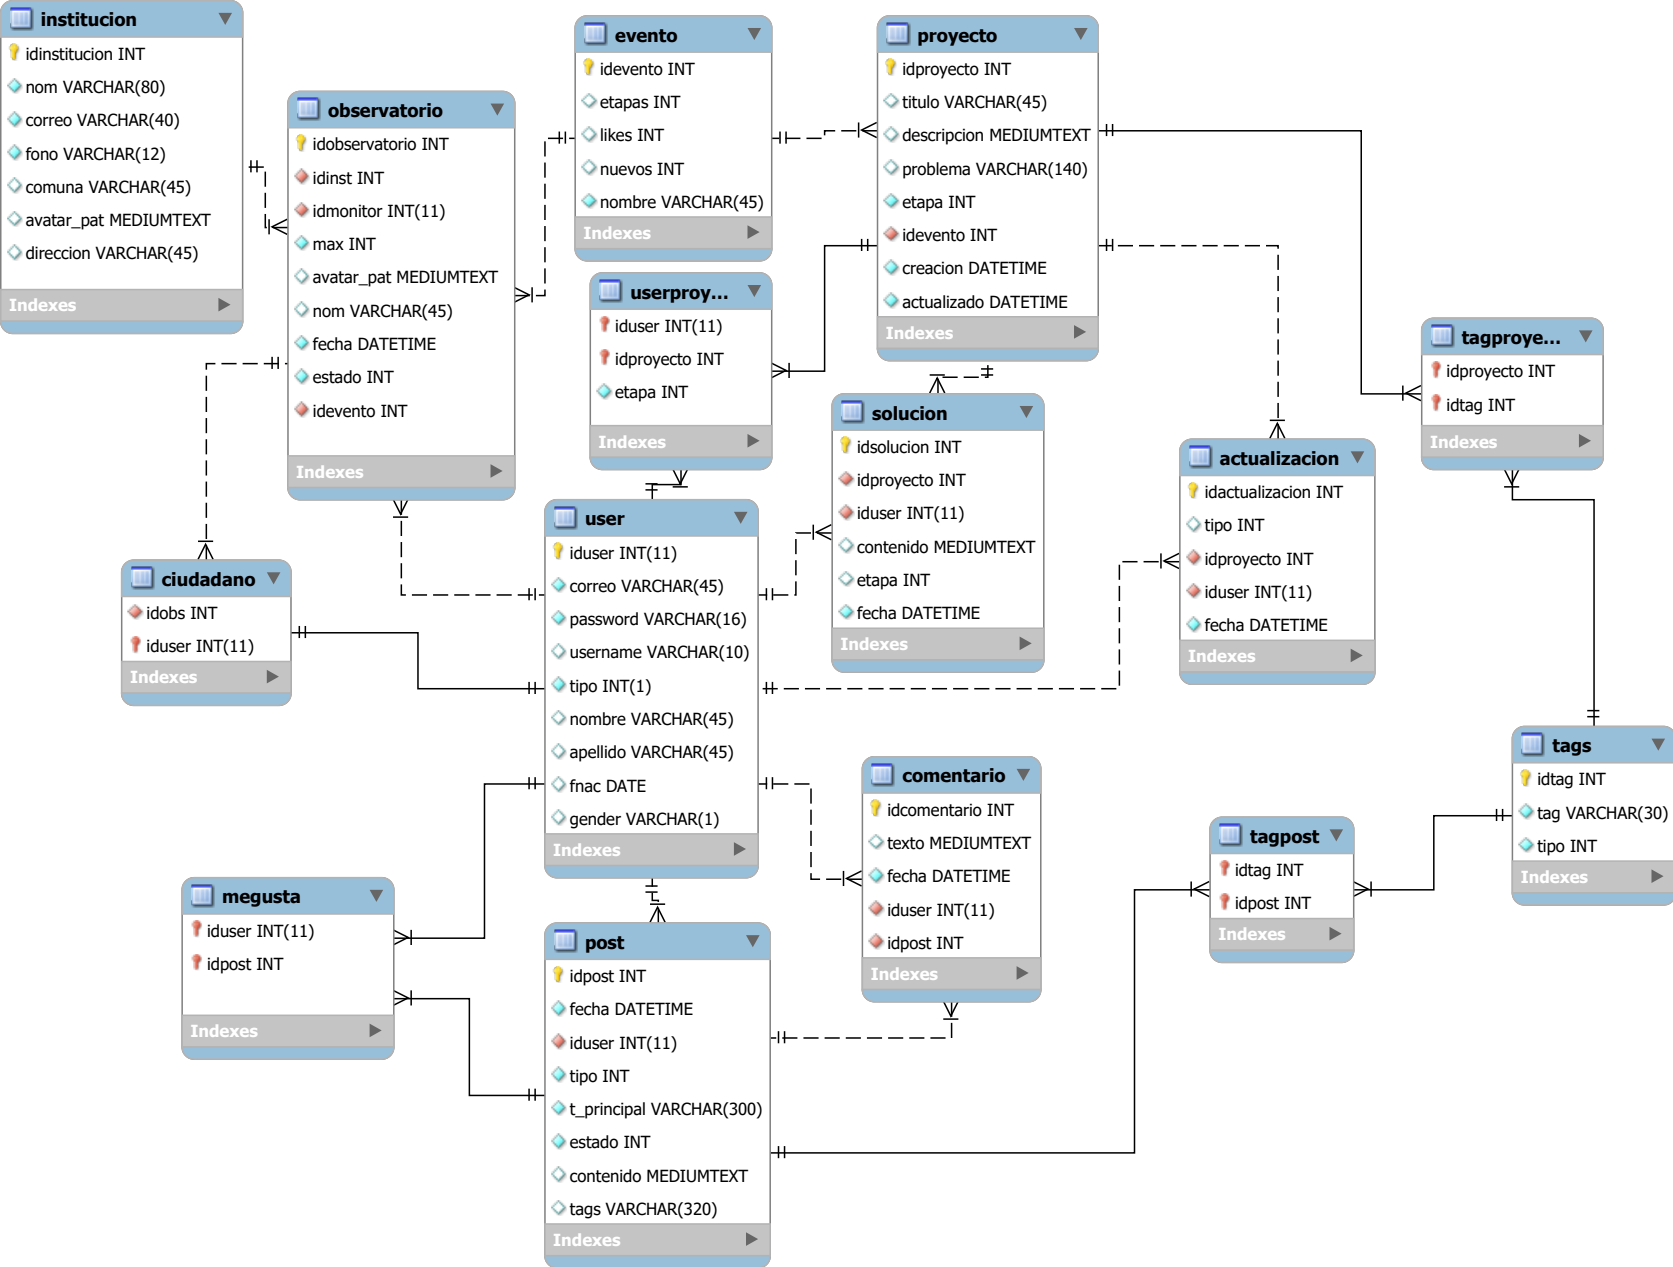 institucion
idinstitucion INT
nom VARCHAR(80)
correo VARCHAR(40)
fono VARCHAR(12)
comuna VARCHAR(45)
avatar_pat MEDIUMTEXT
direccion VARCHAR(45)
Indexes
observatorio
idobservatorio INT
idinst INT
idmonitor INT(11)
max INT
avatar_pat MEDIUMTEXT
nom VARCHAR(45)
fecha DATETIME
estado INT
idevento INT
Indexes
evento
idevento INT
etapas INT
likes INT
nuevos INT
nombre VARCHAR(45)
Indexes
proyecto
idproyecto INT
titulo VARCHAR(45)
descripcion MEDIUMTEXT
problema VARCHAR(140)
etapa INT
idevento INT
creacion DATETIME
actualizado DATETIME
Indexes
userproy...
iduser INT(11)
idproyecto INT
etapa INT
Indexes
tagproye...
idproyecto INT
idtag INT
Indexes
solucion
idsolucion INT
idproyecto INT
iduser INT(11)
contenido MEDIUMTEXT
etapa INT
fecha DATETIME
Indexes
actualizacion
idactualizacion INT
tipo INT
idproyecto INT
iduser INT(11)
fecha DATETIME
Indexes
ciudadano
idobs INT
iduser INT(11)
Indexes
user
iduser INT(11)
correo VARCHAR(45)
password VARCHAR(16)
username VARCHAR(10)
tipo INT(1)
nombre VARCHAR(45)
apellido VARCHAR(45)
fnac DATE
gender VARCHAR(1)
Indexes
comentario
idcomentario INT
texto MEDIUMTEXT
fecha DATETIME
iduser INT(11)
idpost INT
Indexes
tags
idtag INT
tag VARCHAR(30)
tipo INT
Indexes
tagpost
idtag INT
idpost INT
Indexes
megusta
iduser INT(11)
idpost INT
Indexes
post
idpost INT
fecha DATETIME
iduser INT(11)
tipo INT
t_principal VARCHAR(300)
estado INT
contenido MEDIUMTEXT
tags VARCHAR(320)
Indexes